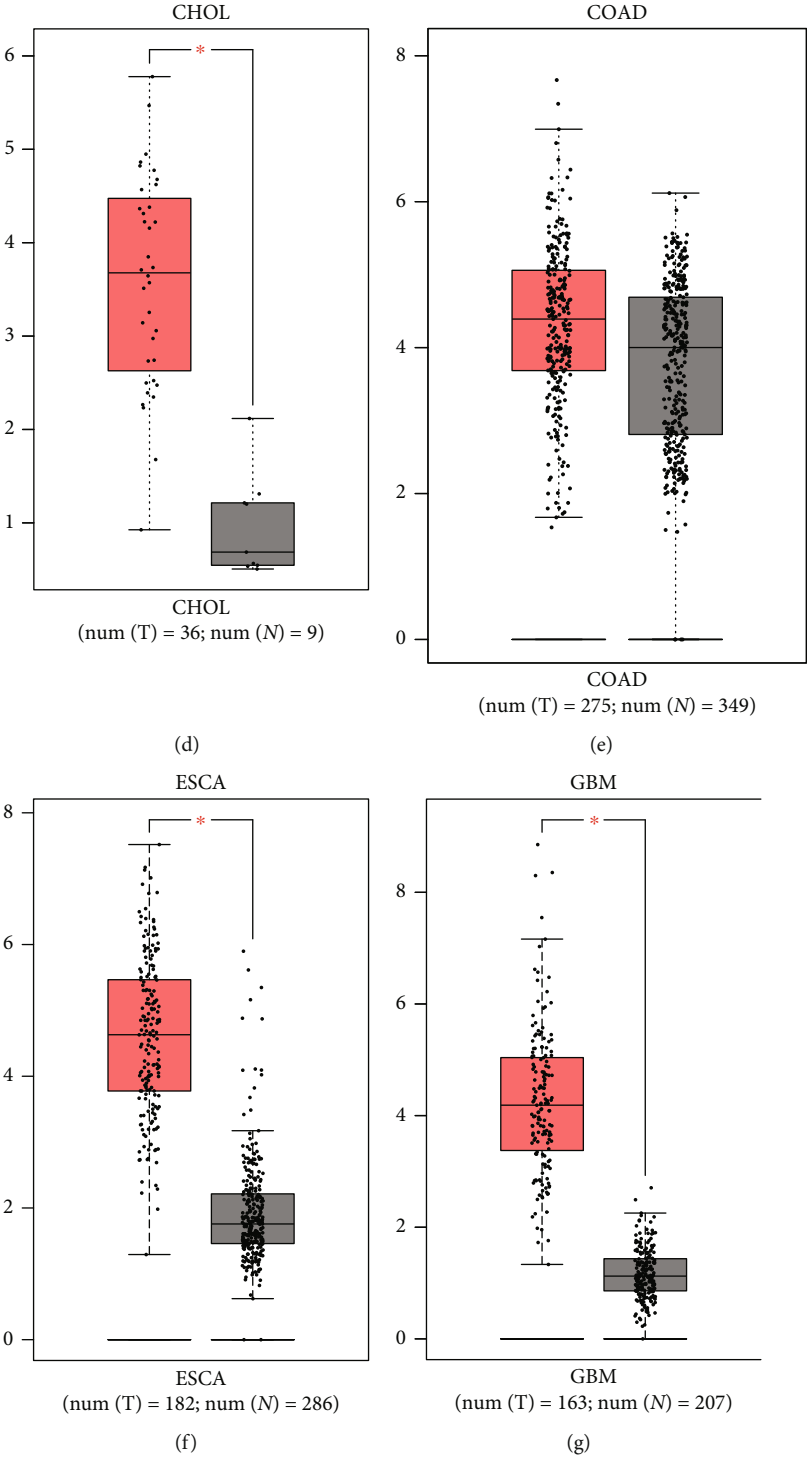 CHOL
6
5
4
3
2
1
*
CHOL
(num (T) = 36; num (N) = 9)
(d)
COAD
8
6
4
2
0
COAD
(num (T) = 275; num (N) = 349)
(e)
ESCA
8
6
4
2
0
*
ESCA
(num (T) = 182; num (N) = 286)
(f)
GBM
8
6
4
2
0
*
GBM
(num (T) = 163; num (N) = 207)
(g)